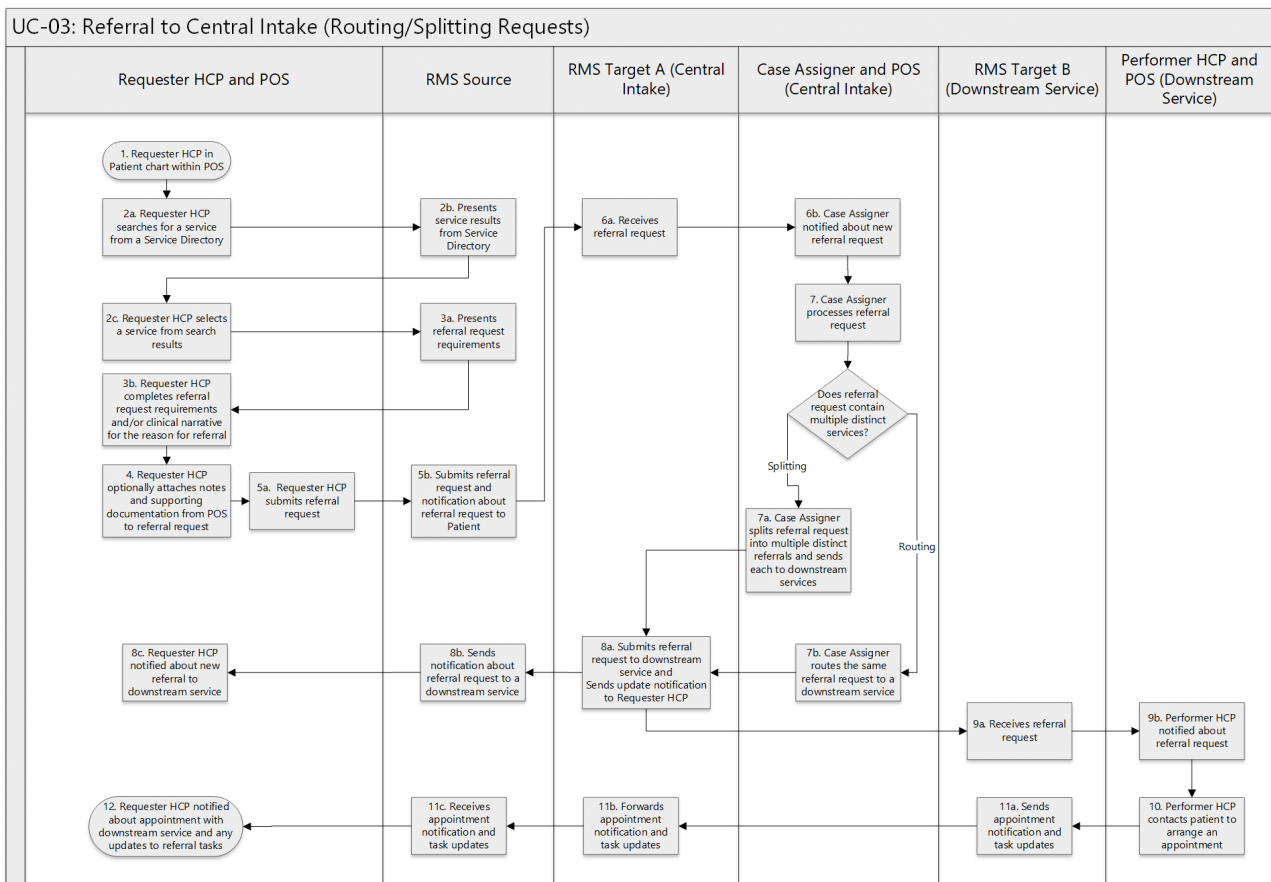 UC-03: Referral to Central Intake (Routing/Splitting Requests)
Requester HCP and POS
RMS Source
RMS Target A (Central
Intake)
Case Assigner and POS
(Central Intake)
RMS Target B
(Downstream Service)
Performer HCP and
POS (Downstream
Service)
1. Requester HCP in
Patient chart within POS
2a. Requester HCP
searches for a service
from a Service Directory
2b. Presents
service results
from Service
Directory
6a. Receives
referral request
6b. Case Assigner
notified about new
referral request
2c. Requester HCP selects
a service from search
results
3a. Presents
referral request
requirements
7. Case Assigner
processes referral
request
3b. Requester HCP
completes referral
request requirements
and/or clinical narrative
for the reason for referral
Does referral
request contain
multiple distinct
services?
4. Requester HCP
optionally attaches notes
and supporting
documentation from POS
to referral request
5a. Requester HCP
submits referral
request
5b. Submits referral
request and
notification about
referral request to
Patient
Splitting
7a. Case Assigner
splits referral request
into multiple distinct
referrals and sends
each to downstream
services
Routing
8c. Requester HCP
notified about new
referral to
downstream service
8b. Sends
notification about
referral request to a
downstream service
8a. Submits referral
request to downstream
service and
Sends update notification
to Requester HCP
7b. Case Assigner
routes the same
referral request to a
downstream service
9a. Receives referral
request
9b. Performer HCP
notified about
referral request
12. Requester HCP notified
about appointment with
downstream service and any
updates to referral tasks
11c. Receives
appointment
notification and
task updates
11b. Forwards
appointment
notification and
task updates
11a. Sends
appointment
notification and
task updates
10. Performer HCP
contacts patient to
arrange an
appointment